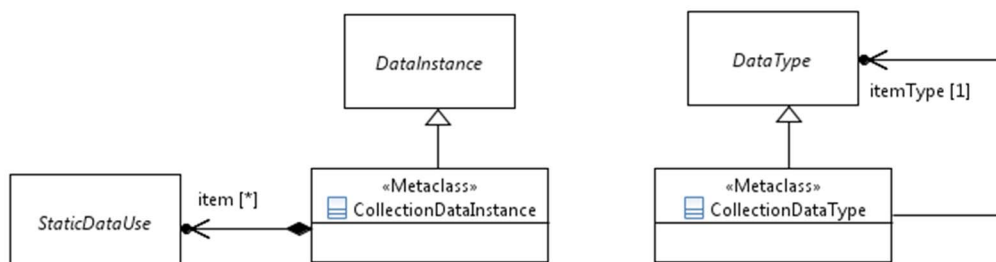 DataInstance
DataType
itemType [1]
«Metaclass»
CollectionDataInstance
«Metaclass»
CollectionDataType
item [*]
StaticDataUse